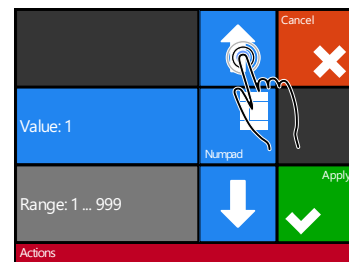 Cancel
Value: 1
Numpad
Range: 1 ... 999
Apply
Actions